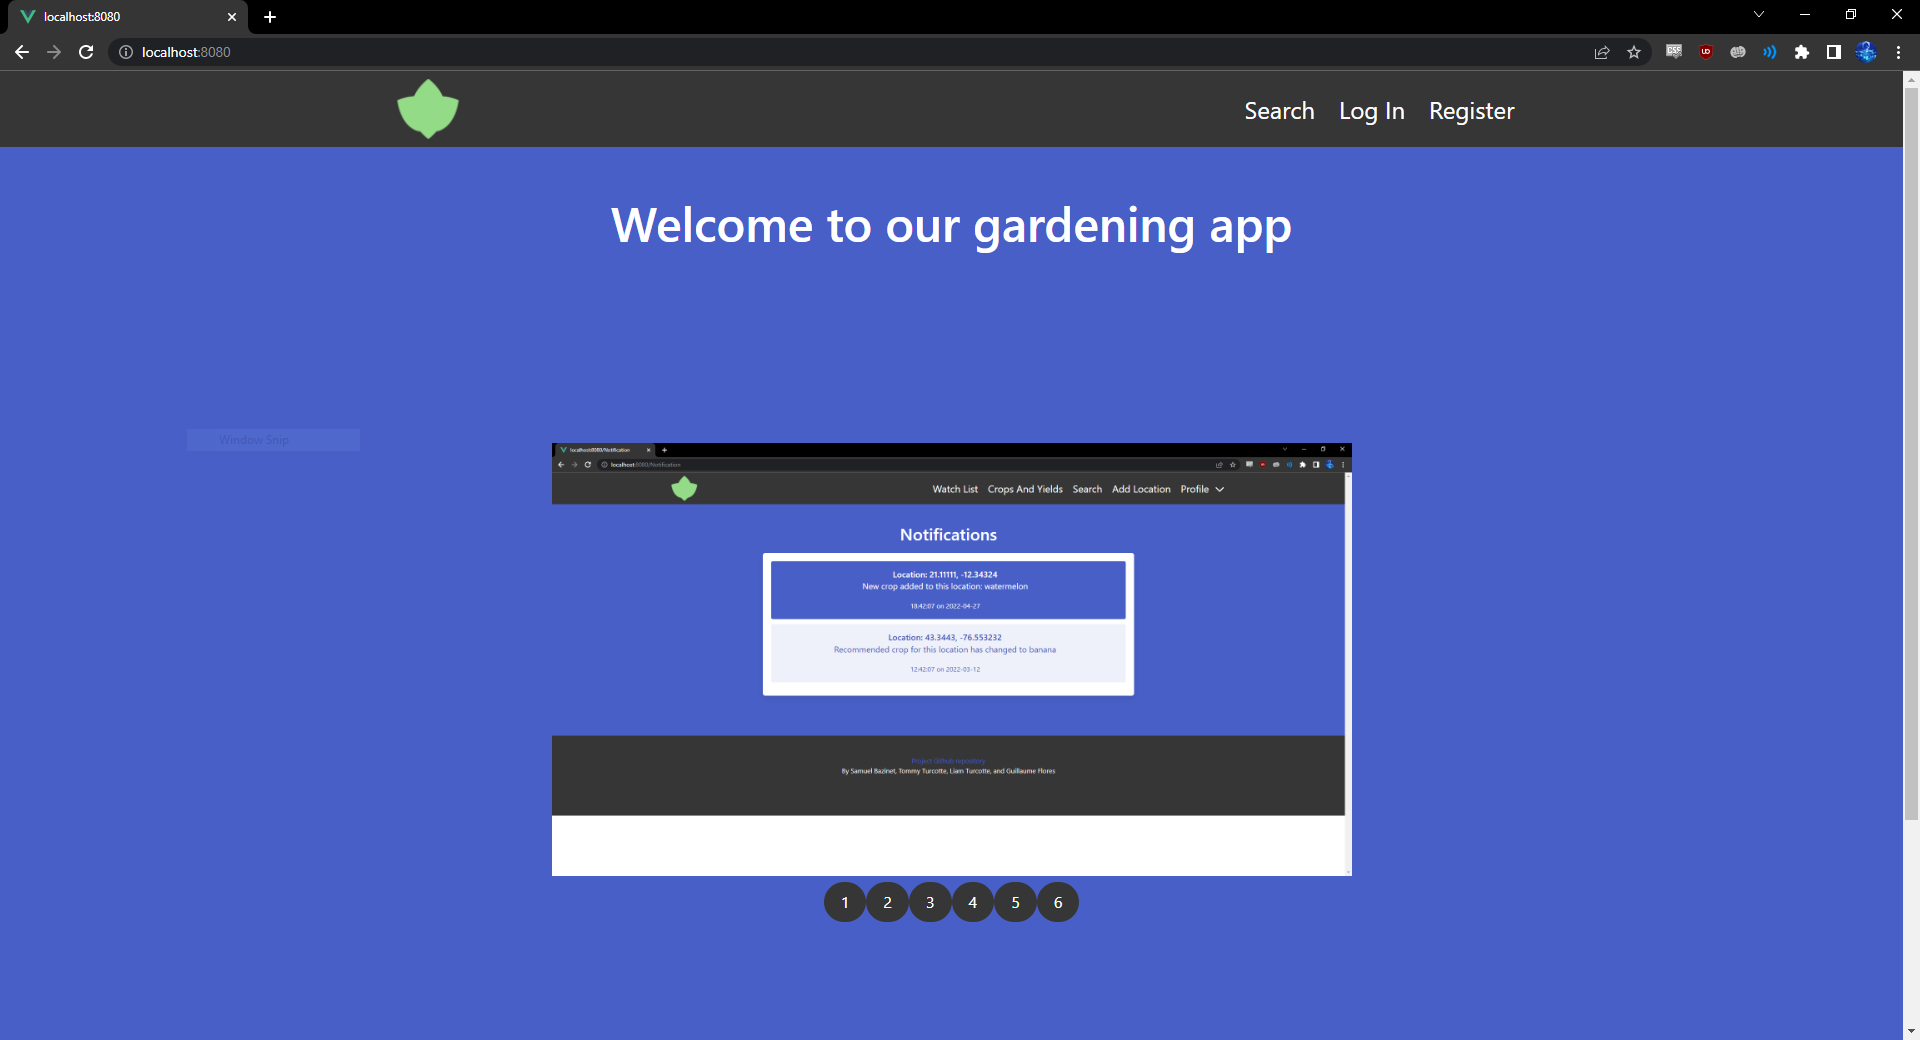 localhost:8080
localhost:8080
Search Log In Register
Welcome to our gardening app
Window Snip
localhost:8080/Notification
localhost:8080/Notification
Watch List Crops And Yields Search Add Location Profile
Notifications
Location: 21.11111, -12.34324
New crop added to this location: watermelon
18:42:07 on 2022-04-27
Location: 43.3443, -76.553232
Recommended crop for this location has changed to banana
12:42:07 on 2022-03-12
Project Github repository
By Samuel Bazinet, Tommy Turcotte, Liam Turcotte, and Guillaume Flores
1 2 3 4 5 6